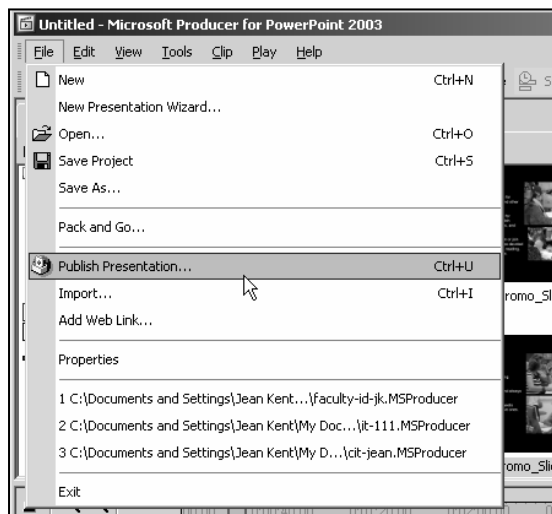 Untitled - Microsoft Producer for PowerPoint 2003
File Edit View Tools Clip Play Help
New Ctrl+N
New Presentation Wizard...
Open... Ctrl+O
Save Project Ctrl+S
Save As...
Pack and Go...
Publish Presentation... Ctrl+U
Import... Ctrl+I
romo_Sl
Add Web Link...
Properties
1 C:\Documents and Settings\Jean Kent...\faculty-id-jk.MSProducer
2 C:\Documents and Settings\Jean Kent\My Doc...\it-111.MSProducer
3 C:\Documents and Settings\Jean Kent\My D...\cit-jean.MSProducer
romo_Slic
Exit